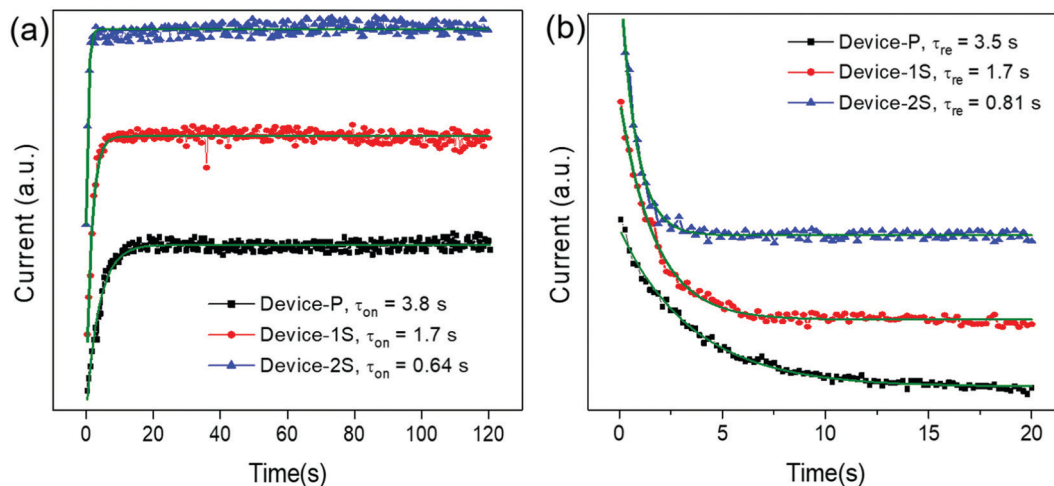 (a)
Current (a.u.)
Device-P, τon = 3.8 s
Device-1S, τon = 1.7 s
Device-2S, τon = 0.64 s
0 20 40 60 80 100 120
Time(s)
(b)
Current (a.u.)
Device-P, τre = 3.5 s
Device-1S, τre = 1.7 s
Device-2S, τre = 0.81 s
0 5 10 15 20
Time(s)